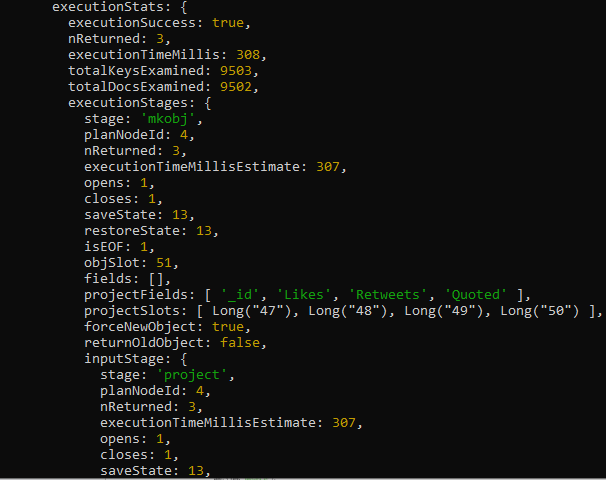 executionStats: {
executionSuccess: true,
nReturned: 3,
executionTimeMillis: 308,
totalKeysExamined: 9503,
totalDocsExamined: 9502,
executionStages: {
stage: 'mkobj',
planNodeId: 4,
nReturned: 3,
executionTimeMillisEstimate: 307,
opens: 1,
closes: 1,
saveState: 13,
restoreState: 13,
isEOF: 1,
objSlot: 51,
fields: [],
projectFields: [ '_id', 'Likes', 'Retweets', 'Quoted' ],
projectSlots: [ Long("47"), Long("48"), Long("49"), Long("50") ],
forceNewObject: true,
returnOldObject: false,
inputStage: {
stage: 'project',
planNodeId: 4,
nReturned: 3,
executionTimeMillisEstimate: 307,
opens: 1,
closes: 1,
saveState: 13,